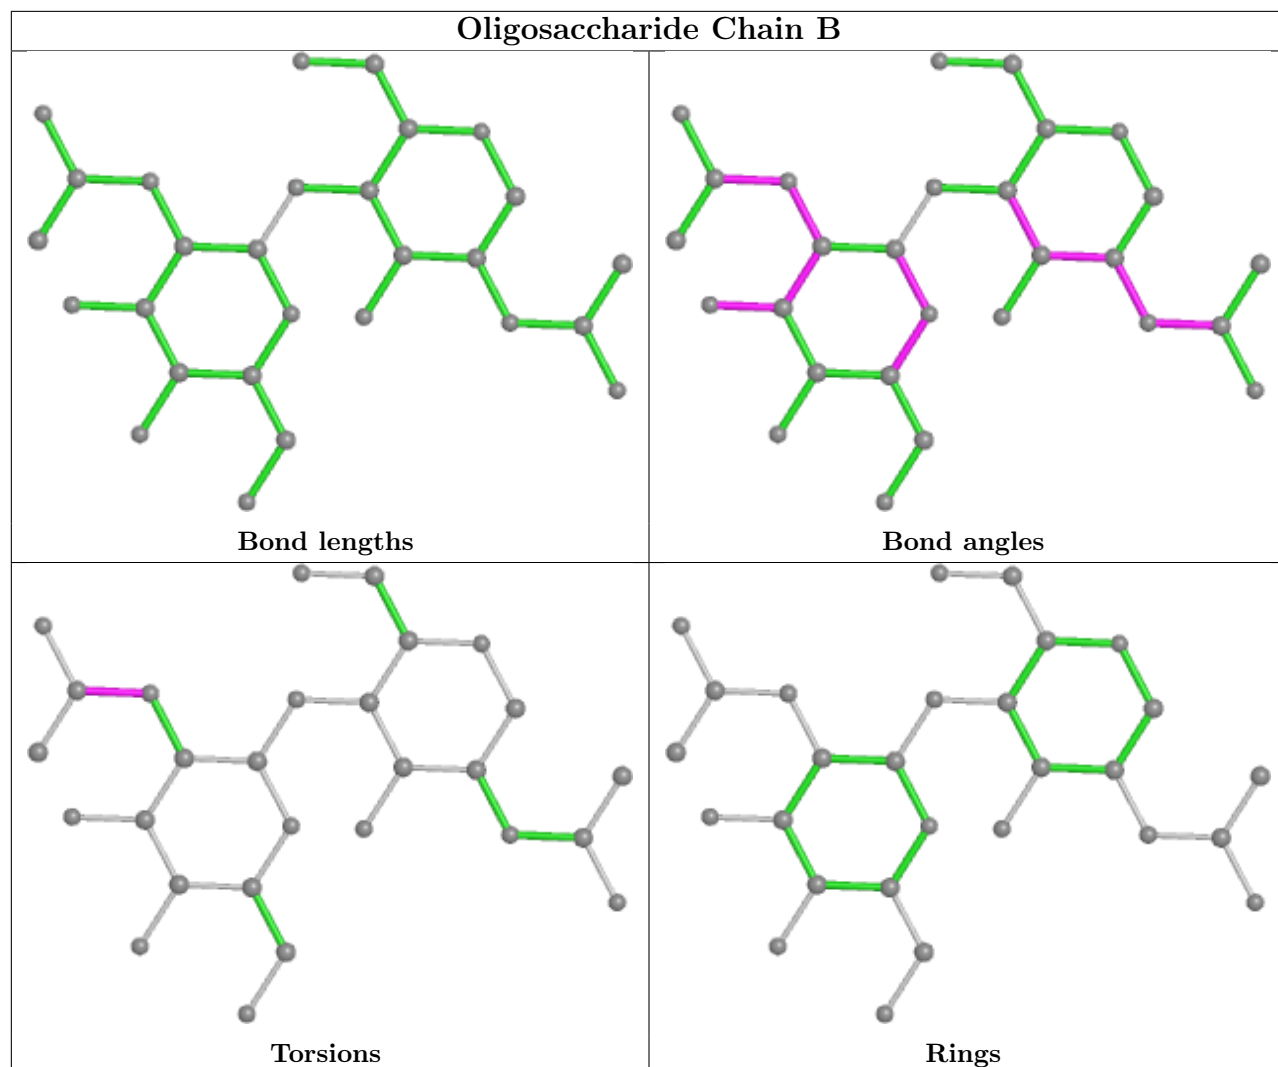 Oligosaccharide Chain B
Bond lengths
Bond angles
Torsions
Rings